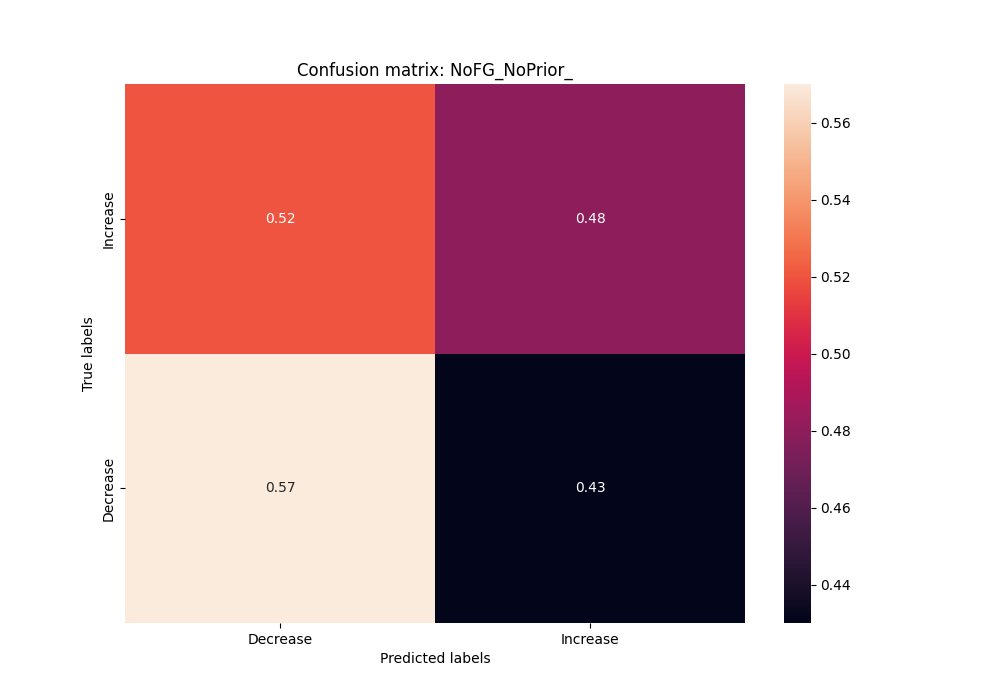 Confusion matrix: NoFG_NoPrior_
True labels
Increase
Decrease
0.52
0.48
0.57
0.43
Decrease
Increase
Predicted labels
0.56
0.54
0.52
0.50
0.48
0.46
0.44